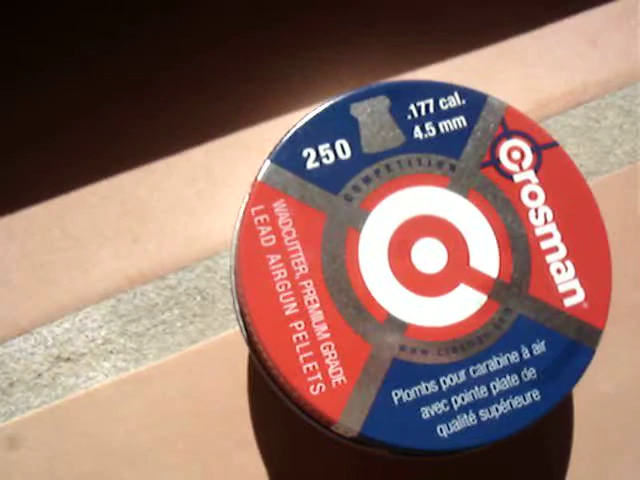 250
.177 cal.
4.5 mm
COMPETITION
Crosman®
WADCUTTER, PREMIUM GRADE
LEAD AIRGUN PELLETS
www.crosman.com
Plombs pour carabine à air
avec pointe plate de
qualité supérieure